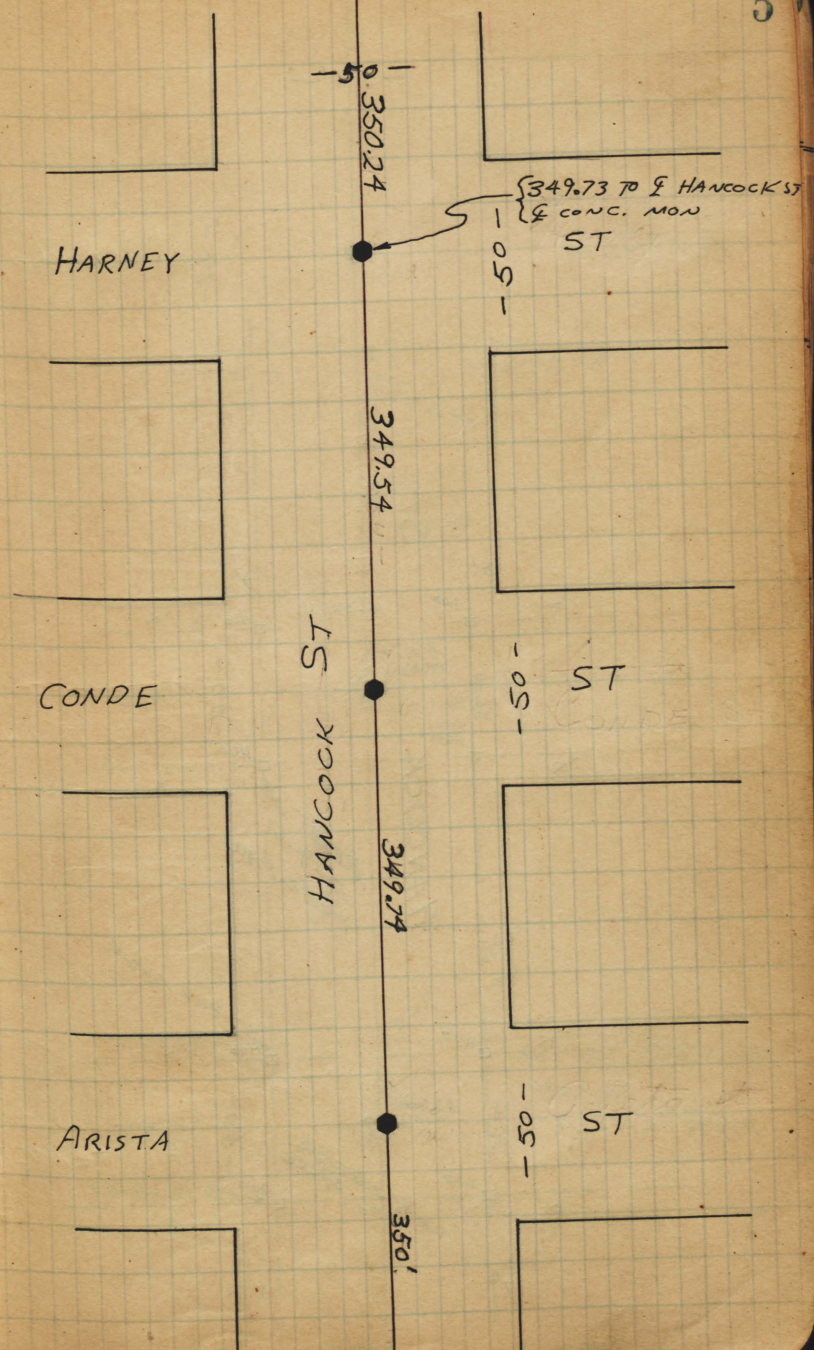 5
-50-
350.24
{349.73 TO ℄ HANCOCK ST
{℄ CONC. MON
HARNEY
-50-
ST
349.54
HANCOCK ST
CONDE
-50-
ST
349.74
ARISTA
-50-
ST
350'